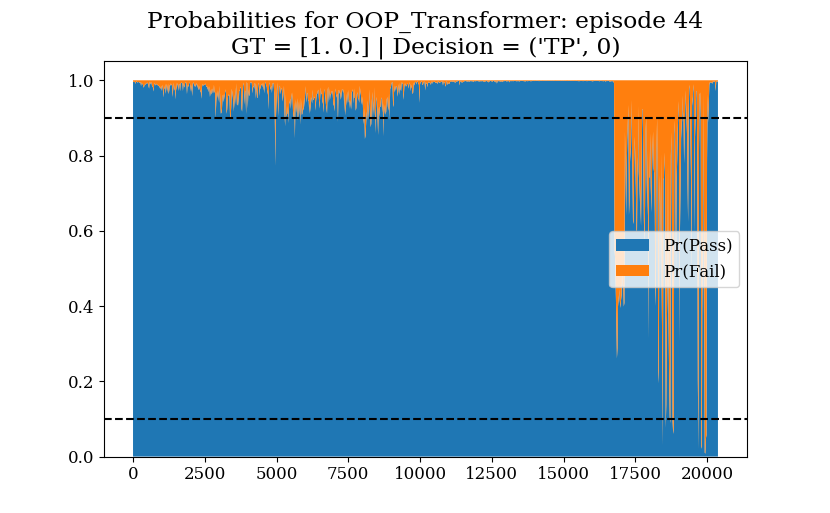 Probabilities for OOP_Transformer: episode 44
GT = [1. 0.] | Decision = ('TP', 0)
1.0
0.8
0.6
0.4
0.2
0.0
Pr(Pass)
Pr(Fail)
0 2500 5000 7500 10000 12500 15000 17500 20000